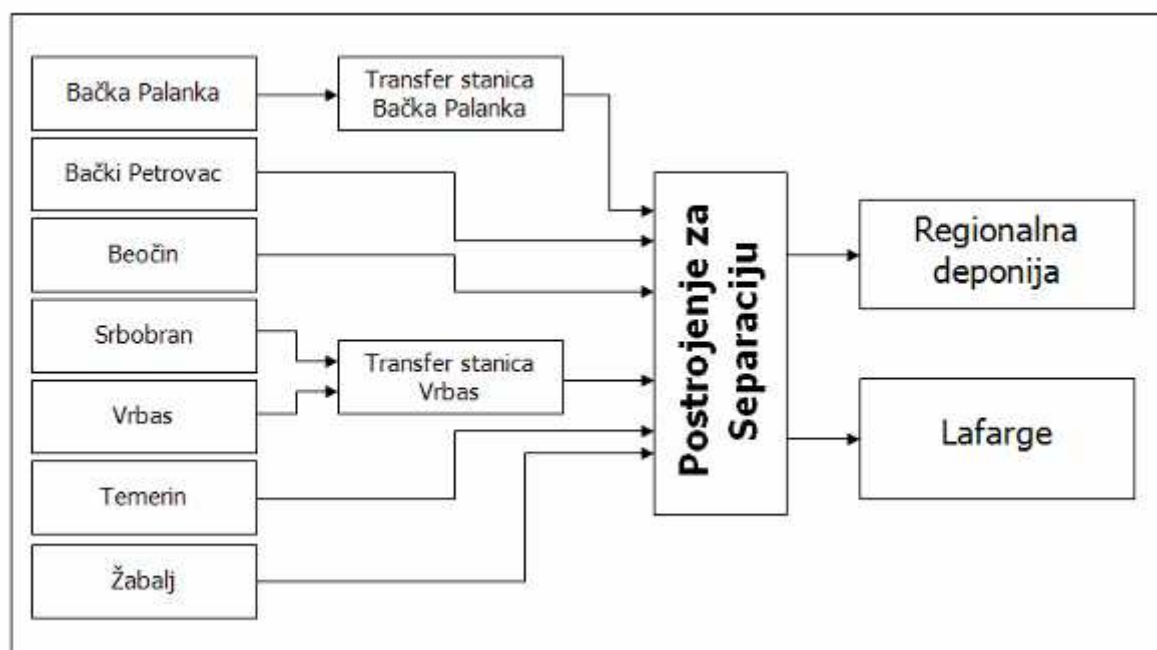 Bačka Palanka
Transfer stanica
Bačka Palanka
Bački Petrovac
Beočin
Srbobran
Transfer stanica
Vrbas
Vrbas
Temerin
Žabalj
Postrojenje za
Separaciju
Regionalna
deponija
Lafarge